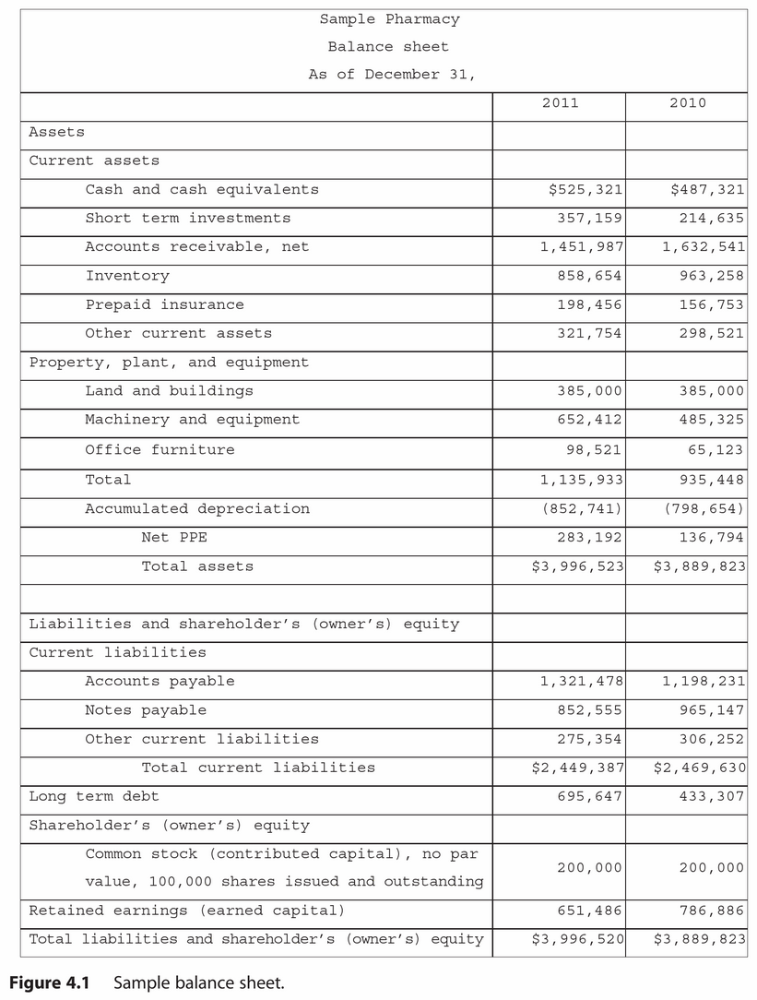 Sample Pharmacy
Balance sheet
As of December 31,
2011 2010
Assets
Current assets
Cash and cash equivalents $525,321 $487,321
Short term investments 357,159 214,635
Accounts receivable, net 1,451,987 1,632,541
Inventory 858,654 963,258
Prepaid insurance 198,456 156,753
Other current assets 321,754 298,521
Property, plant, and equipment
Land and buildings 385,000 385,000
Machinery and equipment 652,412 485,325
Office furniture 98,521 65,123
Total 1,135,933 935,448
Accumulated depreciation (852,741) (798,654)
Net PPE 283,192 136,794
Total assets $3,996,523 $3,889,823
Liabilities and shareholder's (owner's) equity
Current liabilities
Accounts payable 1,321,478 1,198,231
Notes payable 852,555 965,147
Other current liabilities 275,354 306,252
Total current liabilities $2,449,387 $2,469,630
Long term debt 695,647 433,307
Shareholder's (owner's) equity
Common stock (contributed capital), no par
value, 100,000 shares issued and outstanding 200,000 200,000
Retained earnings (earned capital) 651,486 786,886
Total liabilities and shareholder's (owner's) equity $3,996,520 $3,889,823
Figure 4.1 Sample balance sheet.